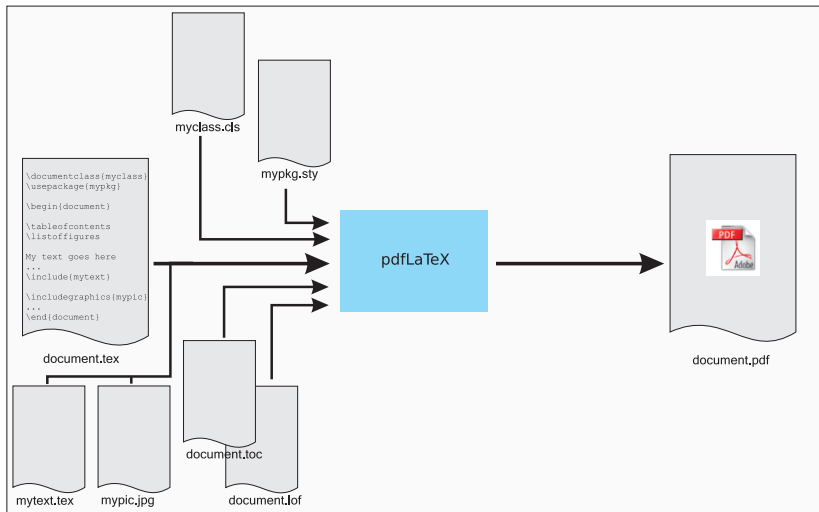 myclass.cls
mypkg.sty
\documentclass{myclass}
\usepackage{mypkg}
\begin{document}
\tableofcontents
\listoffigures
My text goes here
...
\include{mytext}
\includegraphics{mypic}
...
\end{document}
document.tex
pdfLaTeX
PDF
Adobe
document.pdf
document.toc
mytext.tex
mypic.jpg
document.lof